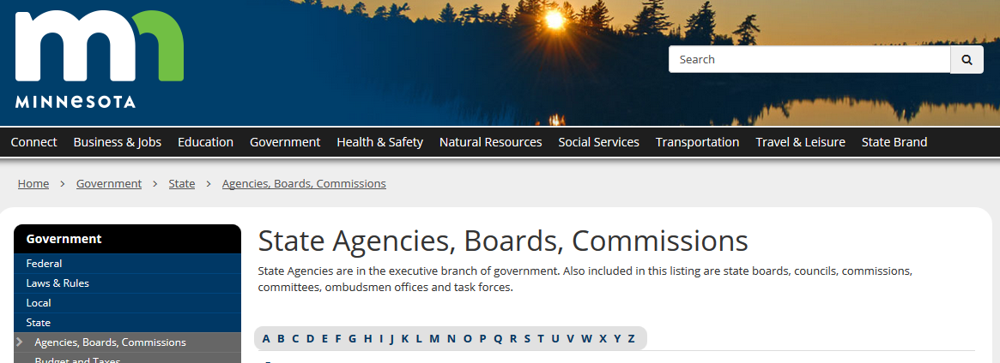 mn
MINNESOTA
Search
Connect Business & Jobs Education Government Health & Safety Natural Resources Social Services Transportation Travel & Leisure State Brand
Home > Government > State > Agencies, Boards, Commissions
Government
Federal
Laws & Rules
Local
State
Agencies, Boards, Commissions
Budget and Taxes
State Agencies, Boards, Commissions
State Agencies are in the executive branch of government. Also included in this listing are state boards, councils, commissions,
committees, ombudsmen offices and task forces.
A B C D E F G H I J K L M N O P Q R S T U V W X Y Z